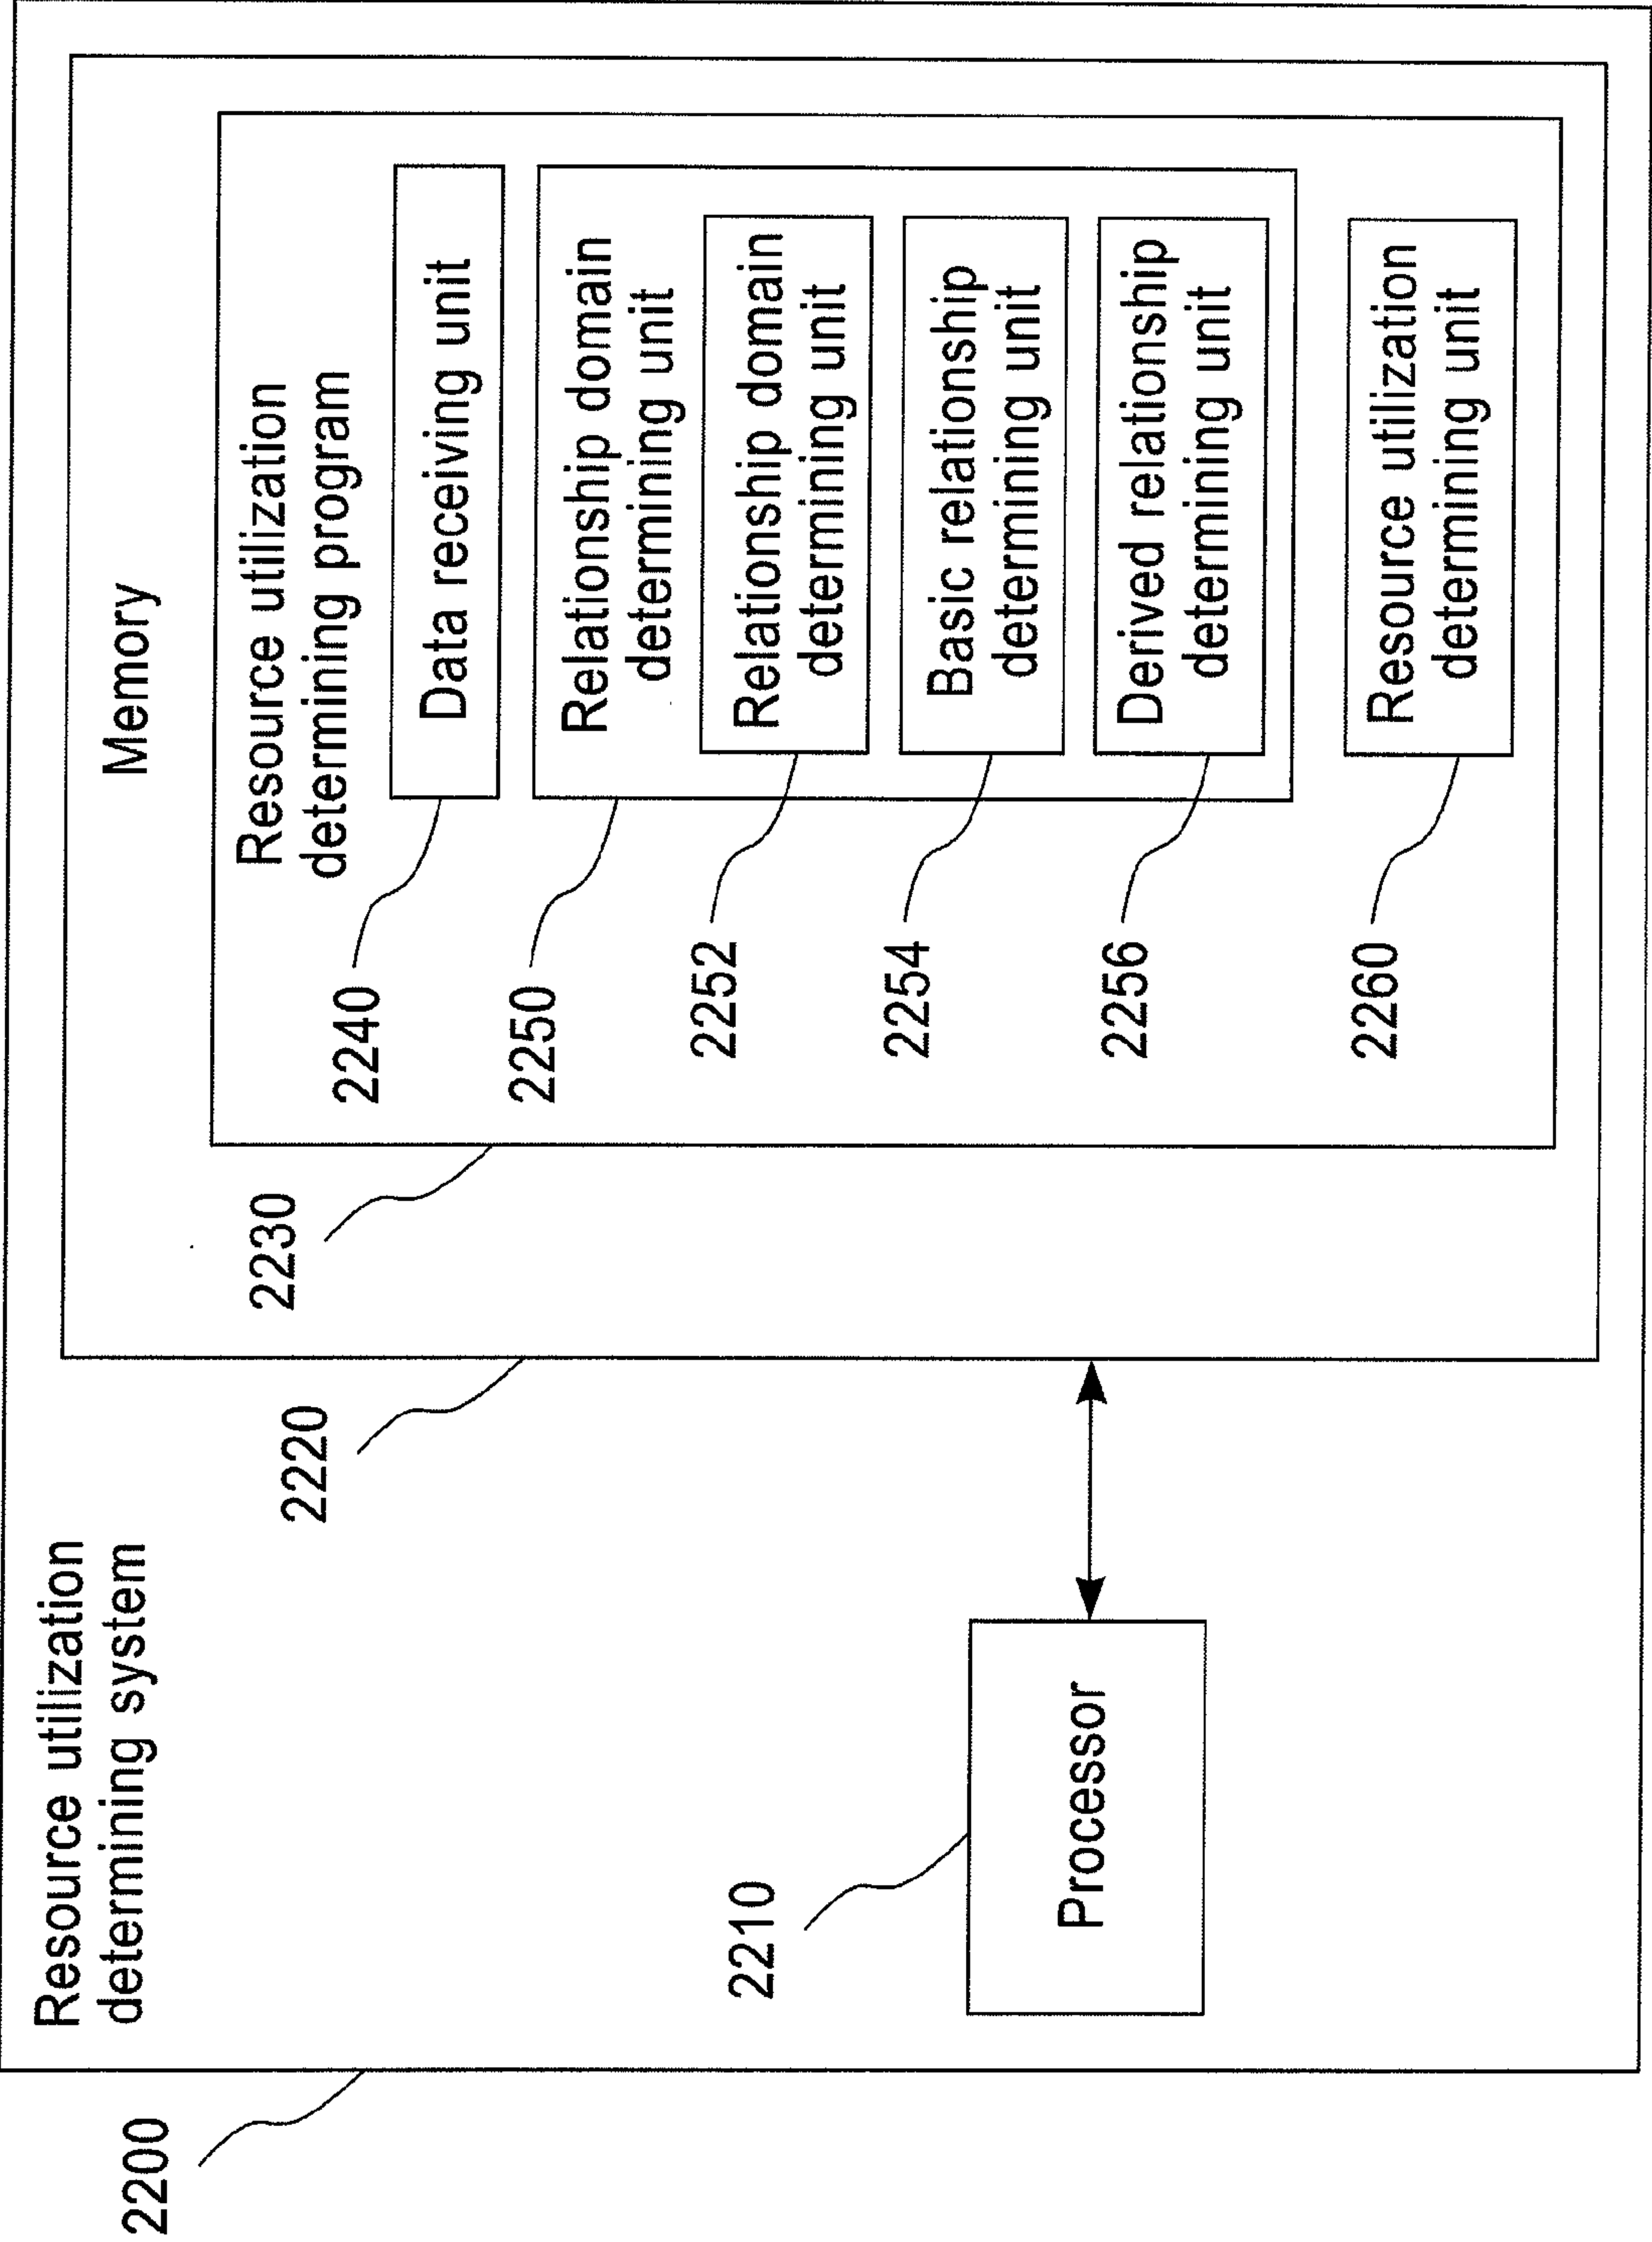 2200
Resource utilization
determining system
2210
Processor
2220
Memory
2230
Resource utilization
determining program
2240
Data receiving unit
2250
Relationship domain
determining unit
2252
Relationship domain
determining unit
2254
Basic relationship
determining unit
2256
Derived relationship
determining unit
2260
Resource utilization
determining unit